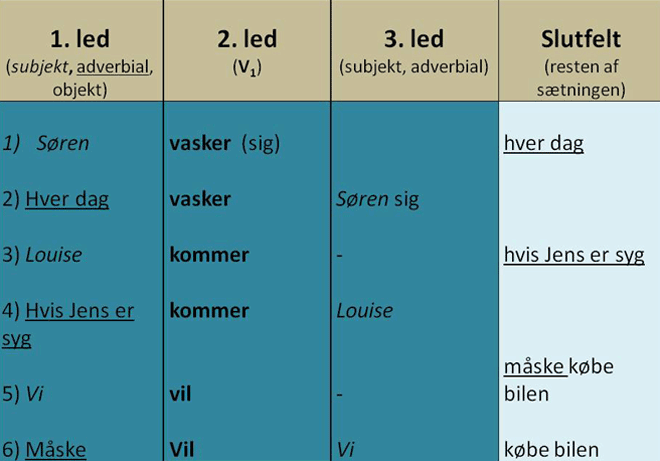 1. led 2. led 3. led Slutfelt
(subjekt, adverbial, objekt) (V1) (subjekt, adverbial) (resten af sætningen)
1) Søren vasker (sig) hver dag
2) Hver dag vasker Søren sig
3) Louise kommer - hvis Jens er syg
4) Hvis Jens er syg kommer Louise
5) Vi vil - måske købe bilen
6) Måske Vil Vi købe bilen